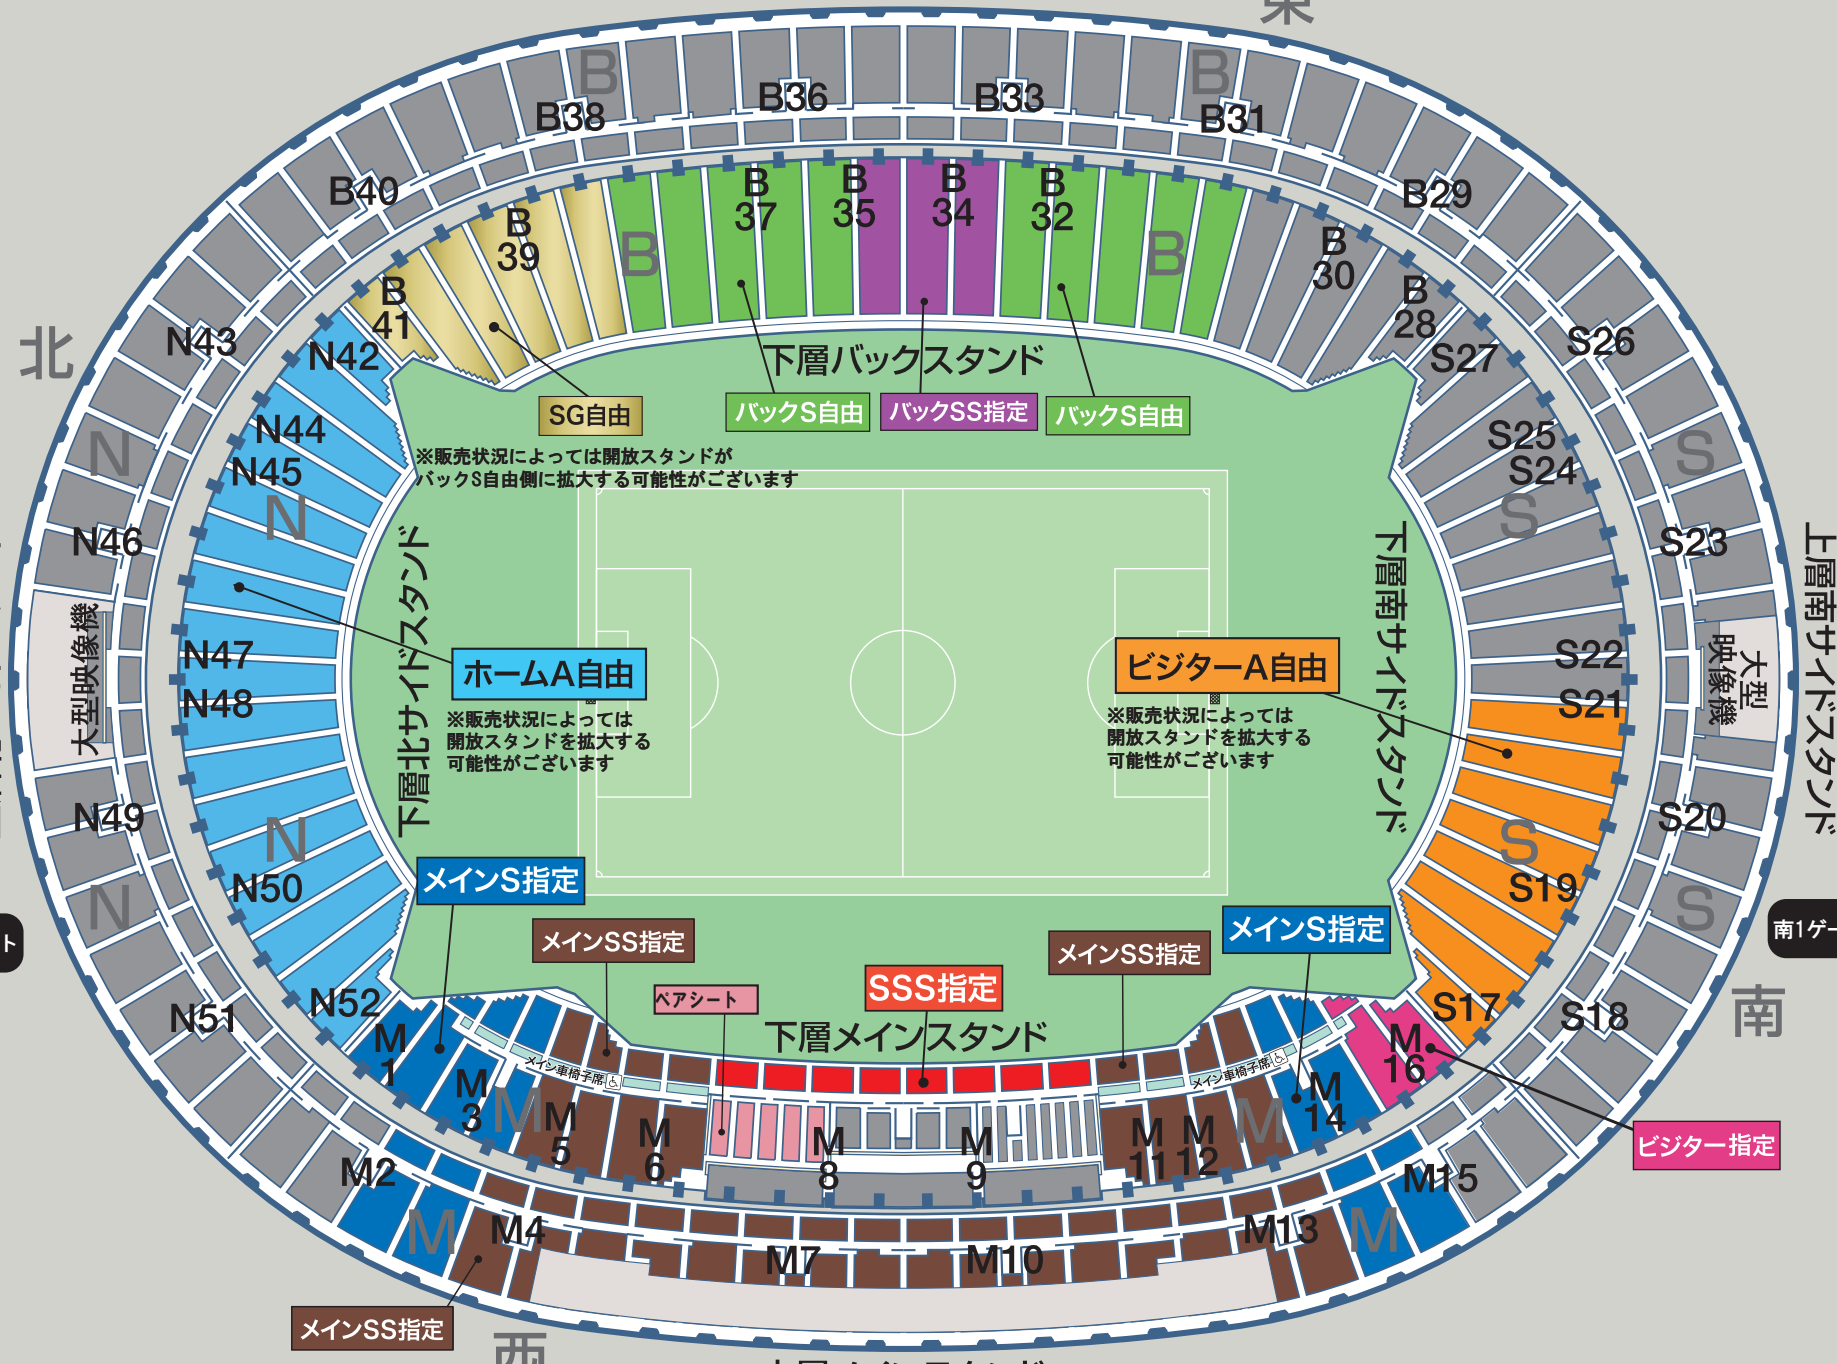 東
B
B
B36
B33
B38
B31
B40
B29
B
37
B
35
B
34
B
32
B
39
B
B
B
30
B
41
B
28
北
N43
N42
S27
S26
下層バックスタンド
SG自由
バックS自由
バックSS指定
バックS自由
※販売状況によっては開放スタンドが
バックS自由側に拡大する可能性がございます
N44
N45
N
N
S25
S24
S
S
N46
S23
下層北サイドスタンド
下層南サイドスタンド
上層南サイドスタンド
大型映像機
大型
映像機
N47
N48
S22
S21
ホームA自由
※販売状況によっては
開放スタンドを拡大する
可能性がございます
ビジターA自由
※販売状況によっては
開放スタンドを拡大する
可能性がございます
N49
S20
N
N
N50
S
S19
S
メインS指定
メインSS指定
ペアシート
SSS指定
メインSS指定
メインS指定
ト
南1ゲー
南
N51
N52
S17
S18
下層メインスタンド
メイン車椅子席
メイン車椅子席
M
1
M
3
M
M
5
M
6
M
8
M
9
M
11
M
12
M
M
14
M
16
ビジター指定
M2
M15
M
M4
M7
M10
M13
M
メインSS指定
西